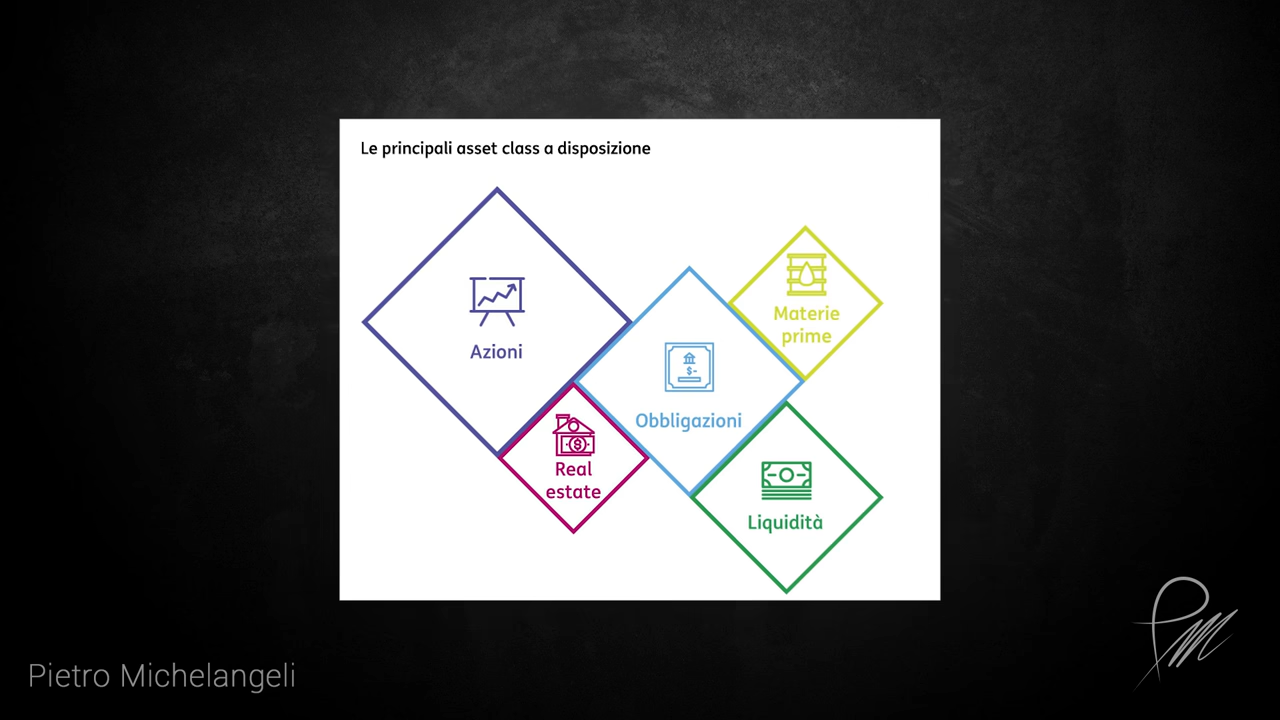 Le principali asset class a disposizione
Azioni
Materie
prime
Obbligazioni
Real
estate
Liquidità
Pietro Michelangeli